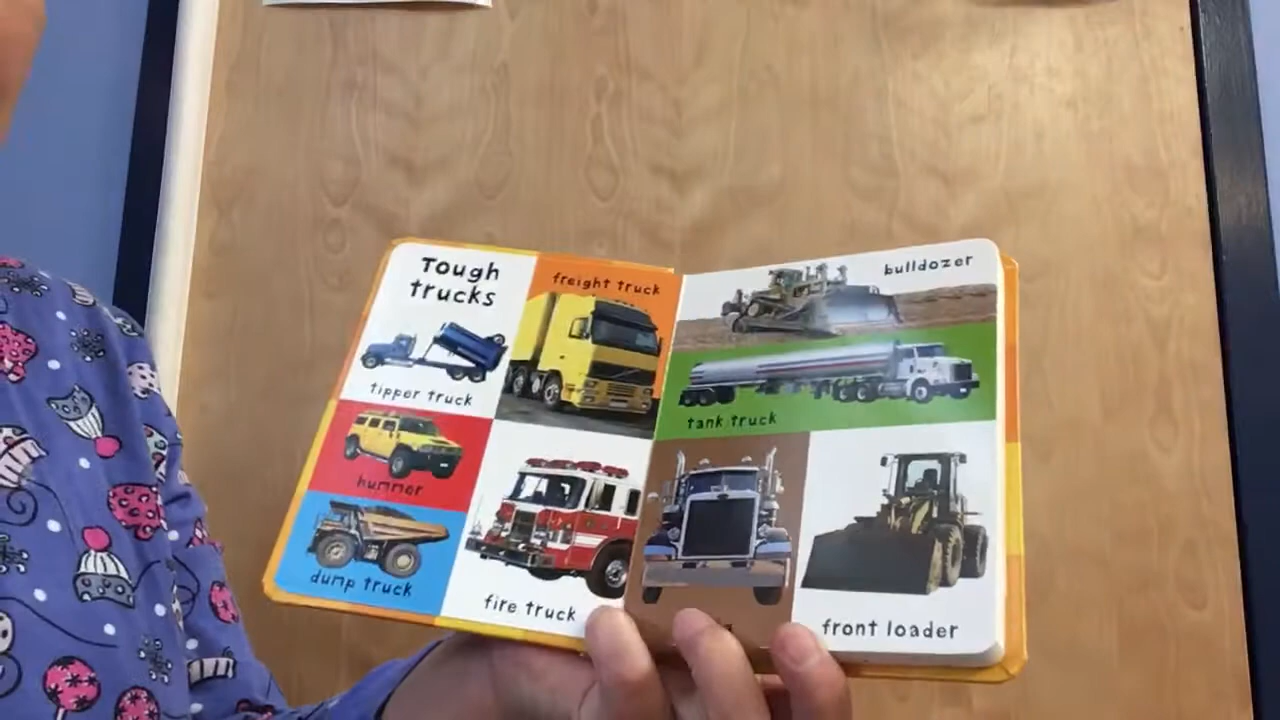 Tough
trucks
freight truck
tipper truck
hummer
dump truck
fire truck
bulldozer
tank truck
front loader